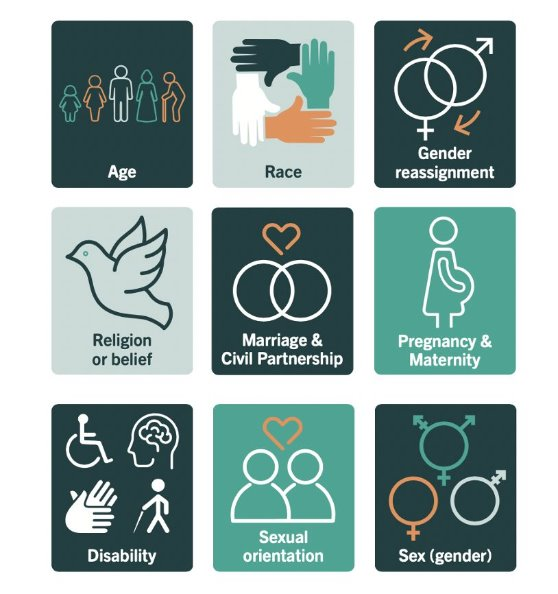 Age
Race
Gender
reassignment
Religion
or belief
Marriage &
Civil Partnership
Pregnancy &
Maternity
Disability
Sexual
orientation
Sex (gender)